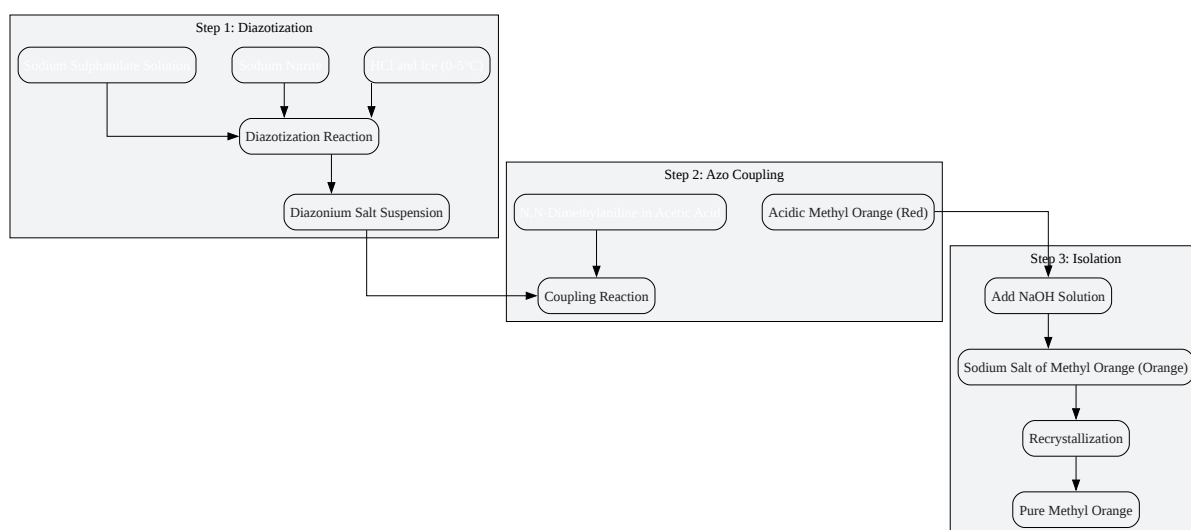 Step 1: Diazotization
Sodium Sulphanilate Solution
Sodium Nitrite
HCl and Ice (0-5°C)
Diazotization Reaction
Diazonium Salt Suspension
Step 2: Azo Coupling
N,N-Dimethylaniline in Acetic Acid
Acidic Methyl Orange (Red)
Coupling Reaction
Step 3: Isolation
Add NaOH Solution
Sodium Salt of Methyl Orange (Orange)
Recrystallization
Pure Methyl Orange